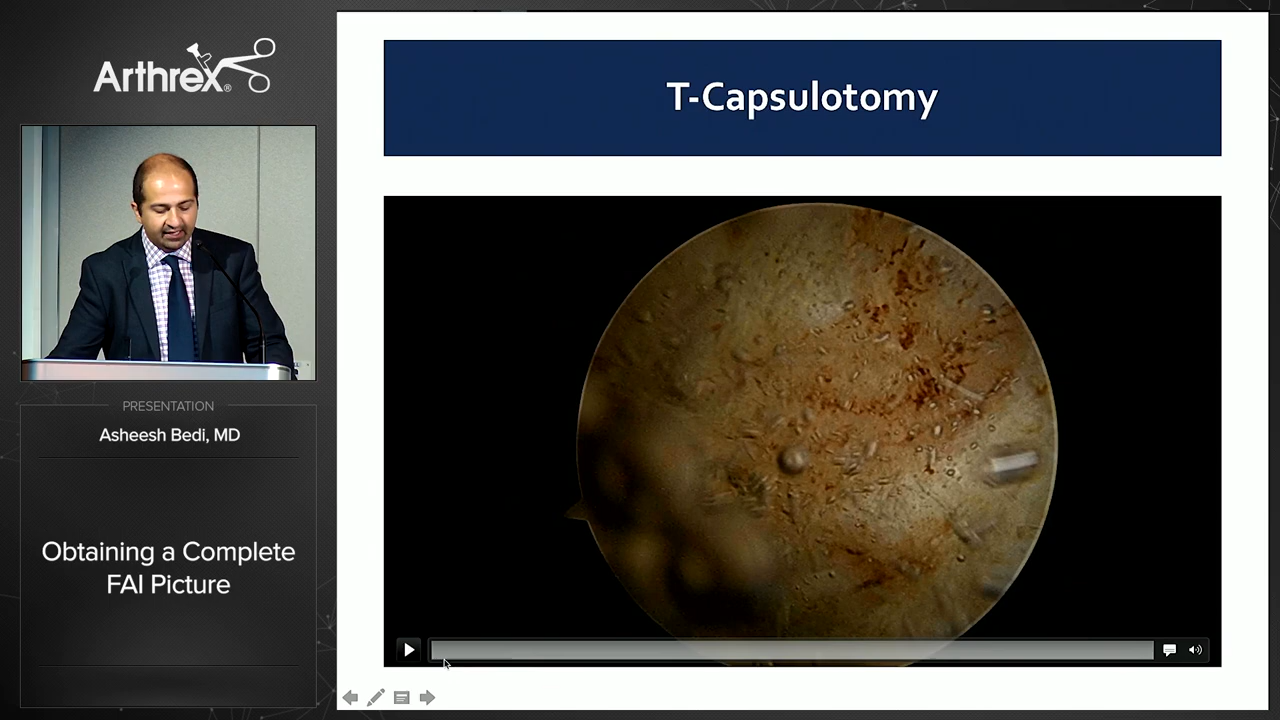 Arthrex®
PRESENTATION
Asheesh Bedi, MD
Obtaining a Complete
FAI Picture
T-Capsulotomy